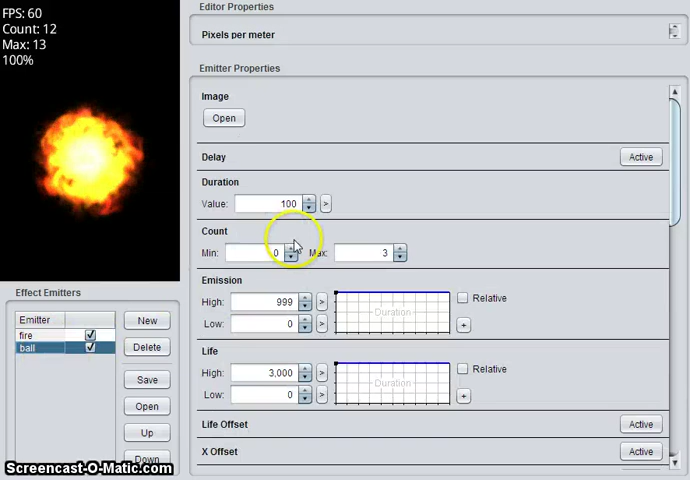 FPS: 60
Count: 12
Max: 13
100%
Editor Properties
Pixels per meter
Emitter Properties
Image
Open
Delay
Active
Duration
Value: 100 >
Count
Min: 0 Max: 3
Emission
High: 999 >
Low: 0
Duration
Relative
+
Life
High: 3,000 >
Low: 0
Duration
Relative
+
Life Offset
Active
X Offset
Active
Effect Emitters
Emitter
fire
ball
New
Delete
Save
Open
Up
Down
Screencast-O-Matic.com